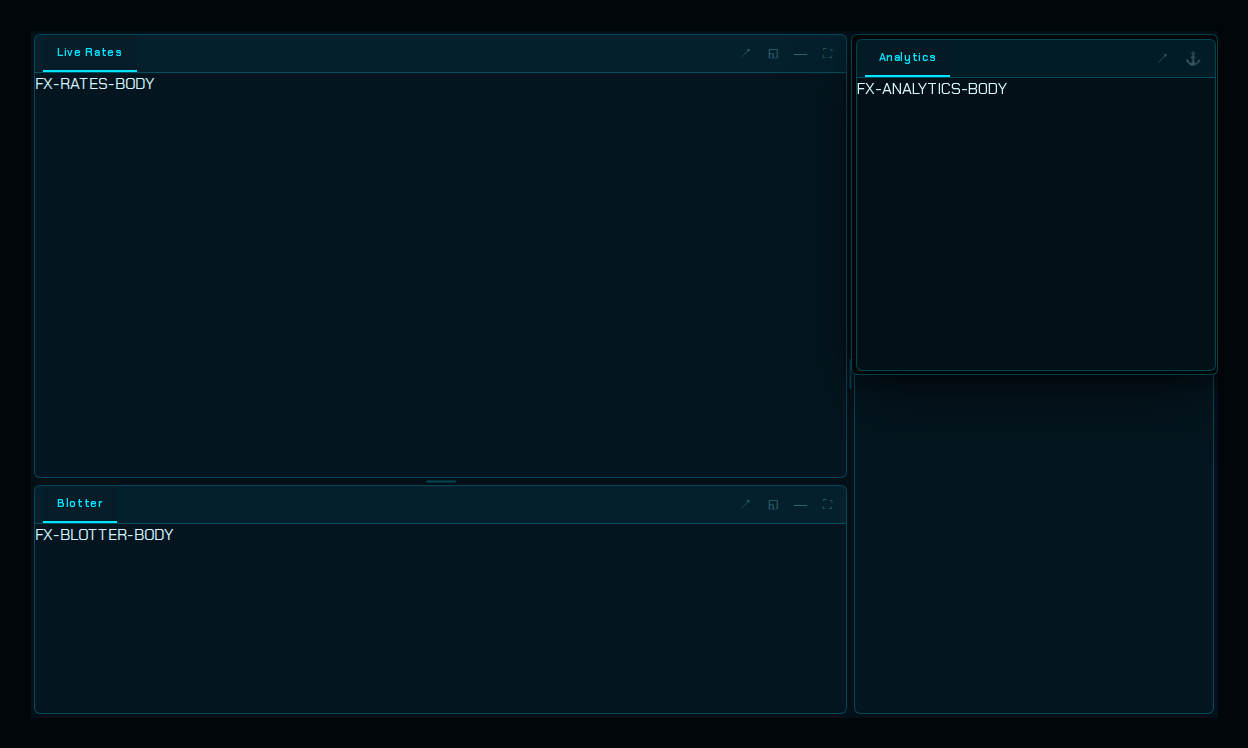 Live Rates
FX-RATES-BODY
Analytics
FX-ANALYTICS-BODY
Blotter
FX-BLOTTER-BODY